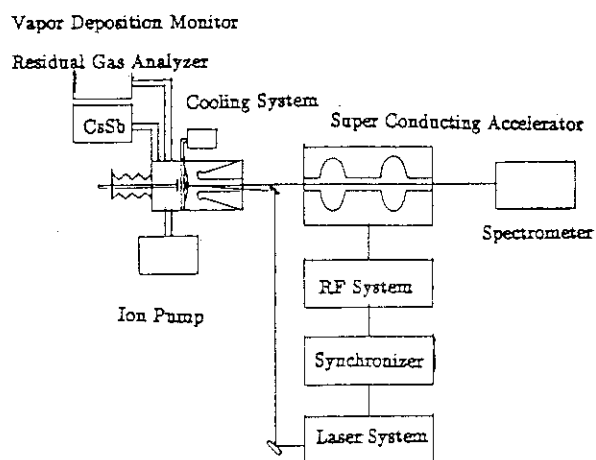 Vapor Deposition Monitor
Residual Gas Analyzer
Cooling System
CsSb
Super Conducting Accelerator
Spectrometer
Ion Pump
RF System
Synchronizer
Laser System